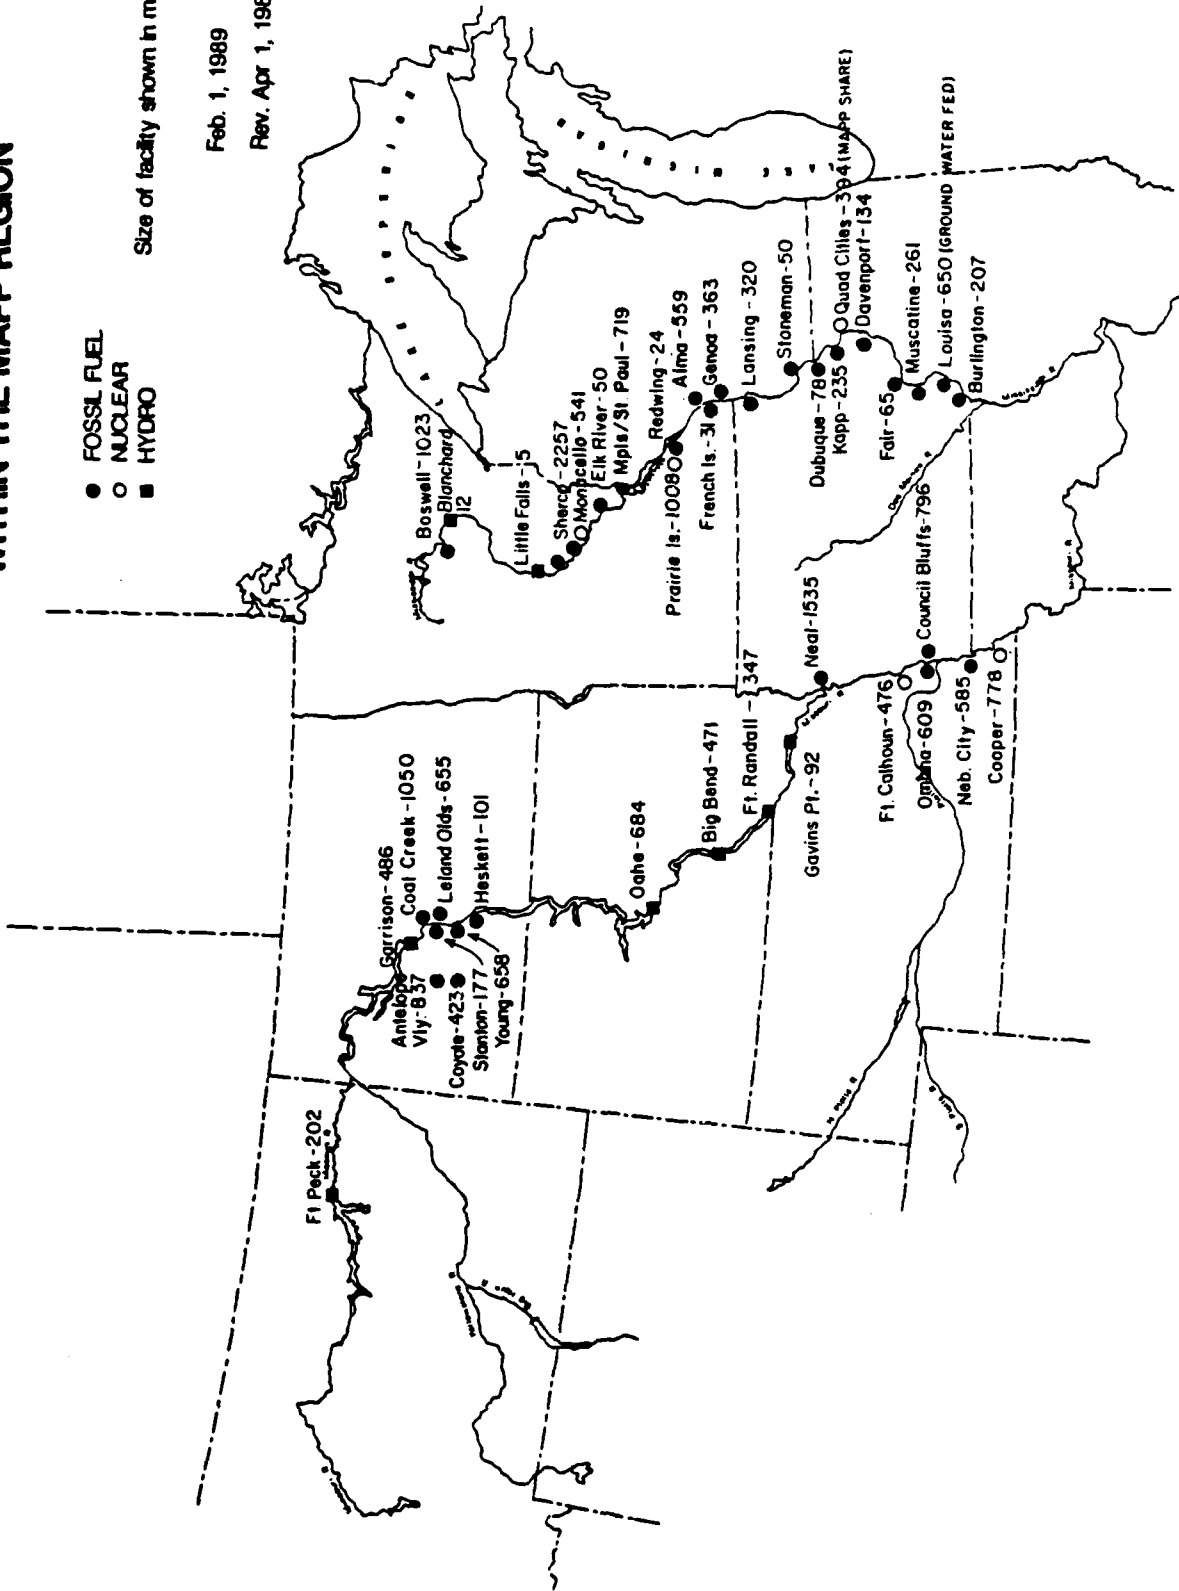 WITHIN THE MAPP REGION
● FOSSIL FUEL
○ NUCLEAR
■ HYDRO
Size of facility shown in m
Feb. 1, 1989
Rev. Apr 1, 198
Ft Peck-202
Garrison-486
Coal Creek-1050
Leland Olds-655
Heskett-101
Antelope
Vly.-837
Coyote-423
Stanton-177
Young-658
Oahe-684
Big Bend-471
Ft. Randall-347
Gavins Pt.-92
Neal-1535
Ft. Calhoun-476
Omaha-609
Council Bluffs-796
Neb. City-585
Cooper-778
Boswell-1023
Blanchard
12
Little Falls-5
Sherco-2257
Monticello-541
Elk River-50
Mpls/St. Paul-719
Redwing-24
Prairie Is.-1008
Alma-559
French Is.-31
Genoa-363
Lansing-320
Stoneman-50
Dubuque-78
Kapp-235
Quad Cities-394(MAPP SHARE)
Davenport-134
Fair-65
Muscatine-261
Louisa-650(GROUND WATER FED)
Burlington-207
N Platte R
S Platte R
Des Moines R
LAKE SUPERIOR